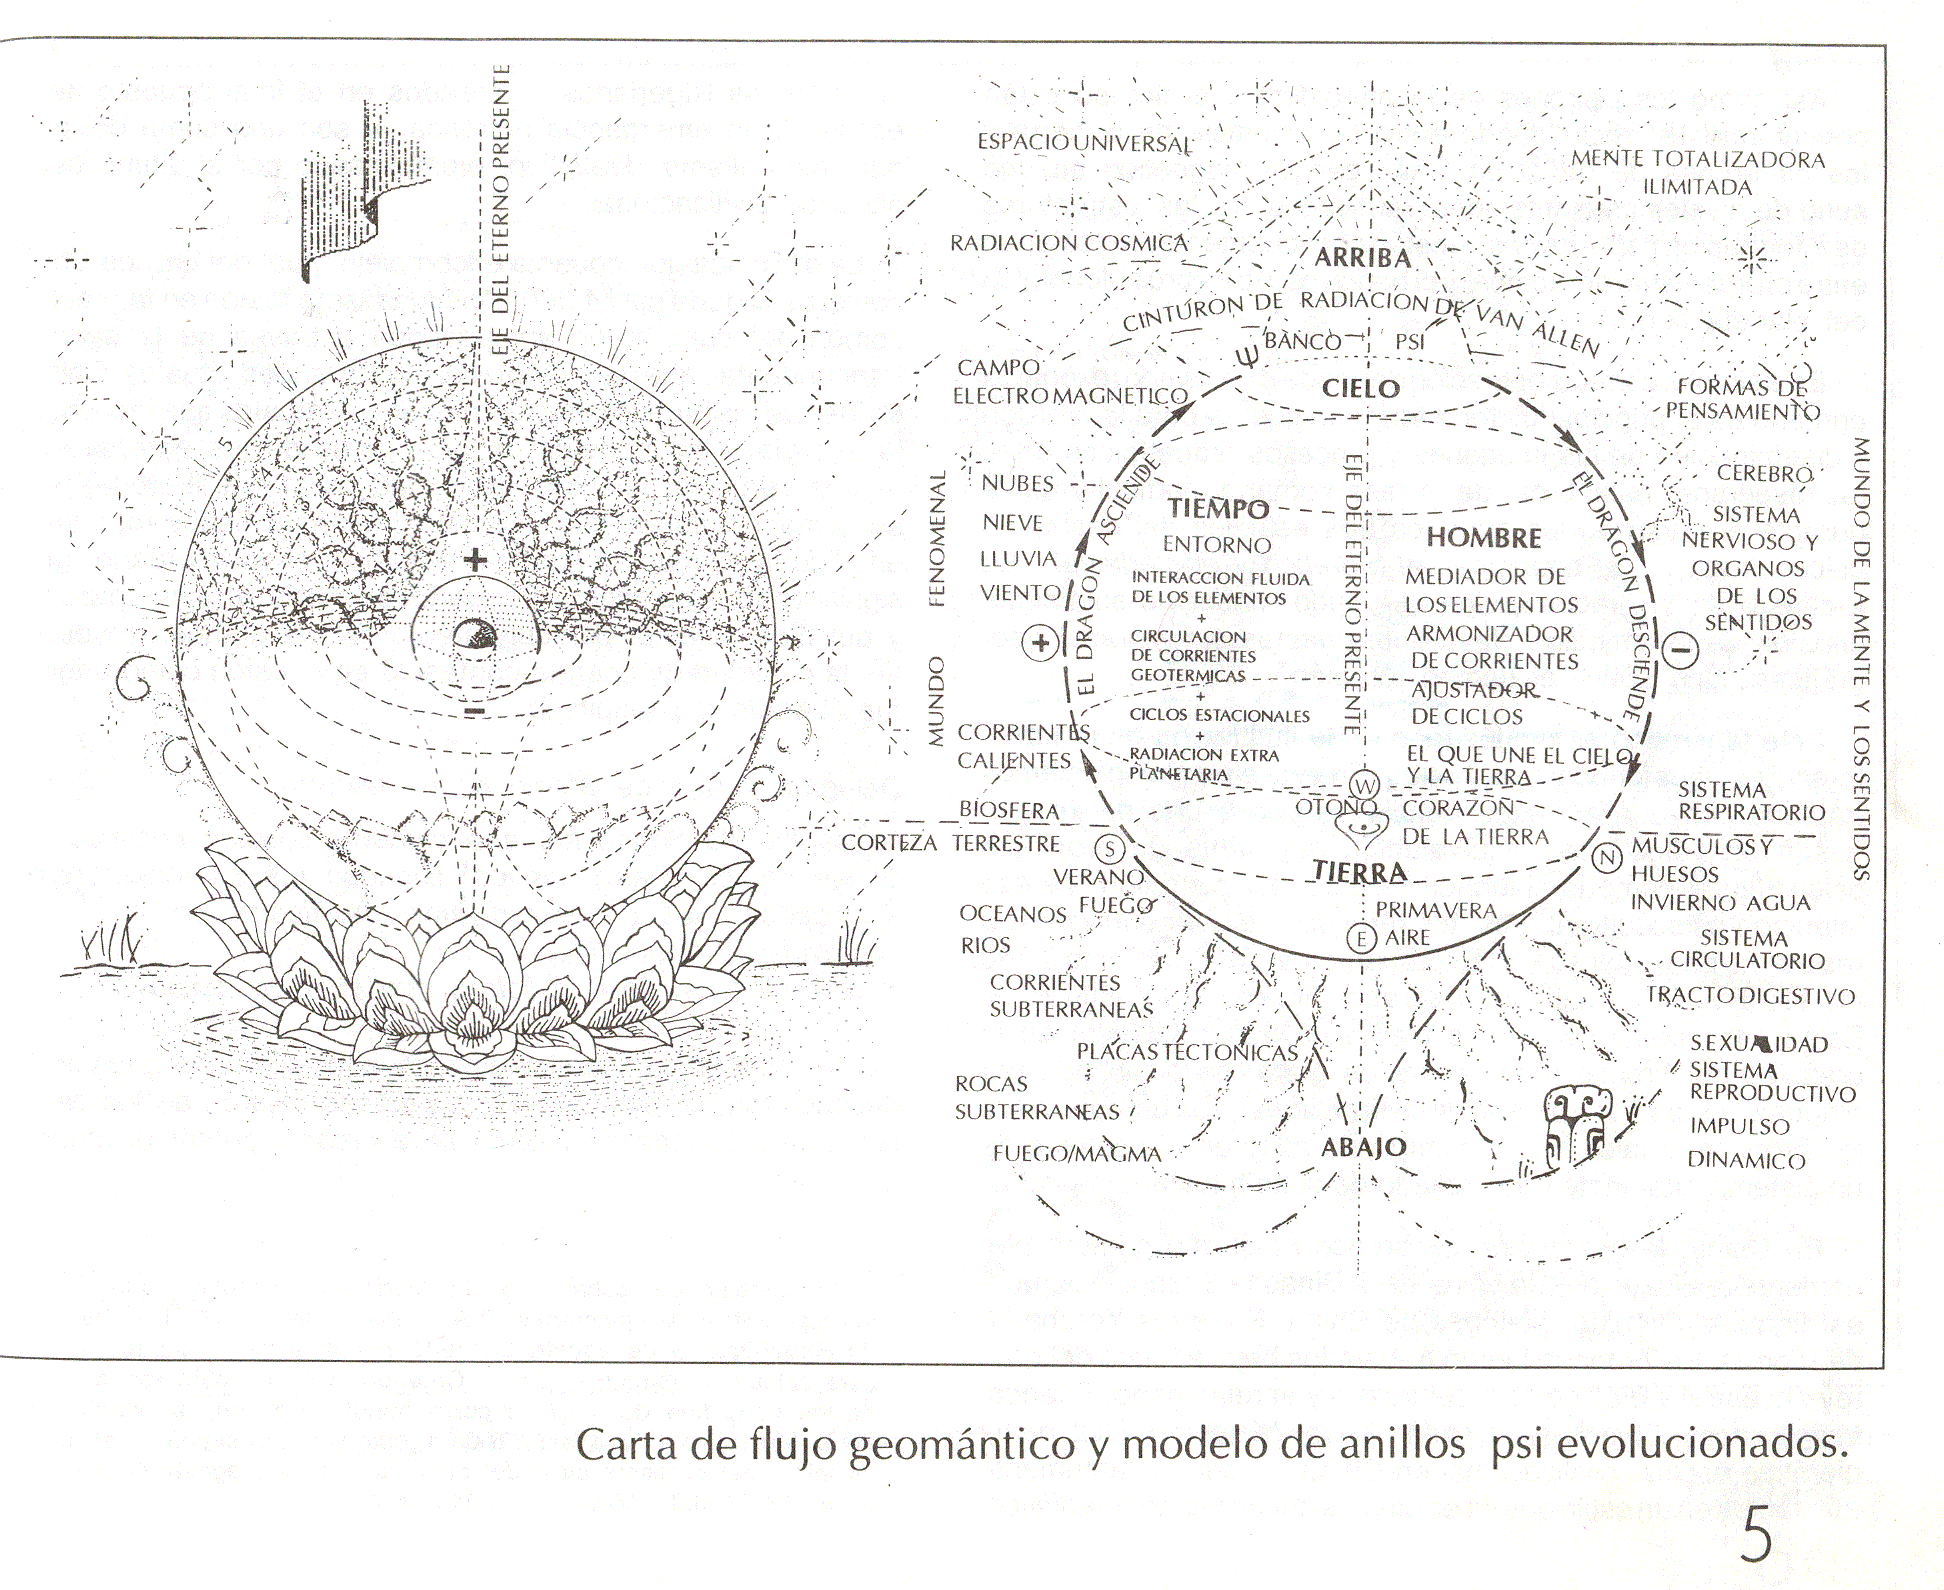 EJE DEL ETERNO PRESENTE
5
4
+
−
ESPACIO UNIVERSAL
MENTE TOTALIZADORA
ILIMITADA
RADIACION COSMICA
ARRIBA
CINTURON DE RADIACION DE VAN ALLEN
Ψ BANCO PSI
CAMPO
ELECTROMAGNETICO
CIELO
FORMAS DE
PENSAMIENTO
MUNDO FENOMENAL
NUBES
NIEVE
LLUVIA
VIENTO
+
EL DRAGON ASCIENDE
TIEMPO
ENTORNO
INTERACCION FLUIDA
DE LOS ELEMENTOS
+
CIRCULACION
DE CORRIENTES
GEOTERMICAS
+
CICLOS ESTACIONALES
+
RADIACION EXTRA
PLANETARIA
EJE DEL ETERNO PRESENTE
HOMBRE
MEDIADOR DE
LOS ELEMENTOS
ARMONIZADOR
DE CORRIENTES
AJUSTADOR
DE CICLOS
EL QUE UNE EL CIELO
Y LA TIERRA
EL DRAGON DESCIENDE
−
CEREBRO
SISTEMA
NERVIOSO Y
ORGANOS
DE LOS
SENTIDOS
MUNDO DE LA MENTE Y LOS SENTIDOS
CORRIENTES
CALIENTES
BIOSFERA
CORTEZA TERRESTRE
W
OTOÑO
CORAZON
DE LA TIERRA
SISTEMA
RESPIRATORIO
S
VERANO
FUEGO
TIERRA
N
MUSCULOS Y
HUESOS
INVIERNO AGUA
OCEANOS
RIOS
PRIMAVERA
E AIRE
SISTEMA
CIRCULATORIO
TRACTO DIGESTIVO
CORRIENTES
SUBTERRANEAS
PLACAS TECTONICAS
ROCAS
SUBTERRANEAS
FUEGO/MAGMA
ABAJO
SEXUALIDAD
SISTEMA
REPRODUCTIVO
IMPULSO
DINAMICO
Carta de flujo geomántico y modelo de anillos psi evolucionados.
5